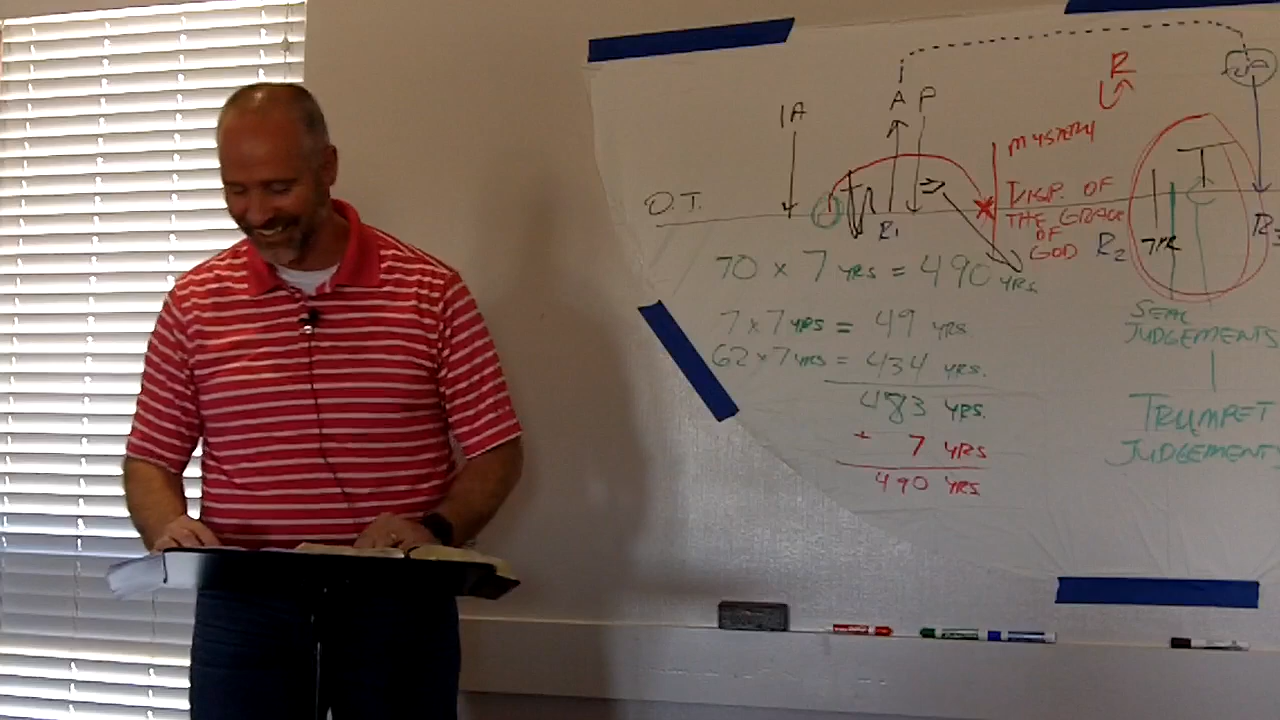 R
1A
A P
MYSTERY
O.T.
DISP. OF
THE GRACE
OF
GOD
R1
R2
7YR
70 x 7 YRS = 490 YRS.
7 x 7 YRS = 49 YRS.
62 x 7 YRS = 434 YRS.
483 YRS.
+ 7 YRS
490 YRS.
SEAL
JUDGEMENTS
TRUMPET
JUDGEMENTS